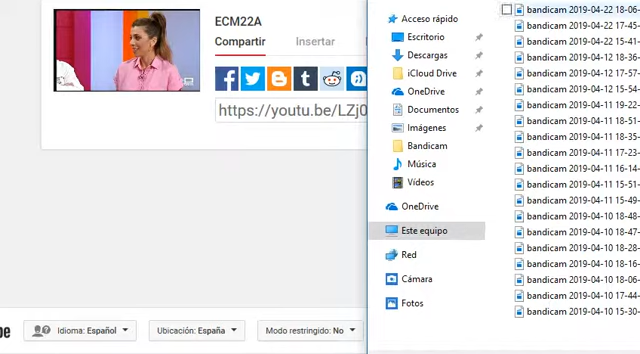 ECM22A
Compartir
Insertar
https://youtu.be/LZj0
Idioma: Español
Ubicación: España
Modo restringido: No
Acceso rápido
Escritorio
Descargas
iCloud Drive
OneDrive
Documentos
Imágenes
Bandicam
Música
Vídeos
OneDrive
Este equipo
Red
Cámara
Fotos
bandicam 2019-04-22 18-06-
bandicam 2019-04-22 17-45-
bandicam 2019-04-22 15-41-
bandicam 2019-04-12 18-36-
bandicam 2019-04-12 17-57-
bandicam 2019-04-12 15-54-
bandicam 2019-04-11 19-22-
bandicam 2019-04-11 18-51-
bandicam 2019-04-11 18-35-
bandicam 2019-04-11 17-23-
bandicam 2019-04-11 16-14-
bandicam 2019-04-11 15-51-
bandicam 2019-04-11 15-49-
bandicam 2019-04-10 18-48-
bandicam 2019-04-10 18-47-
bandicam 2019-04-10 18-28-
bandicam 2019-04-10 18-16-
bandicam 2019-04-10 18-06-
bandicam 2019-04-10 17-44-
bandicam 2019-04-10 15-30-